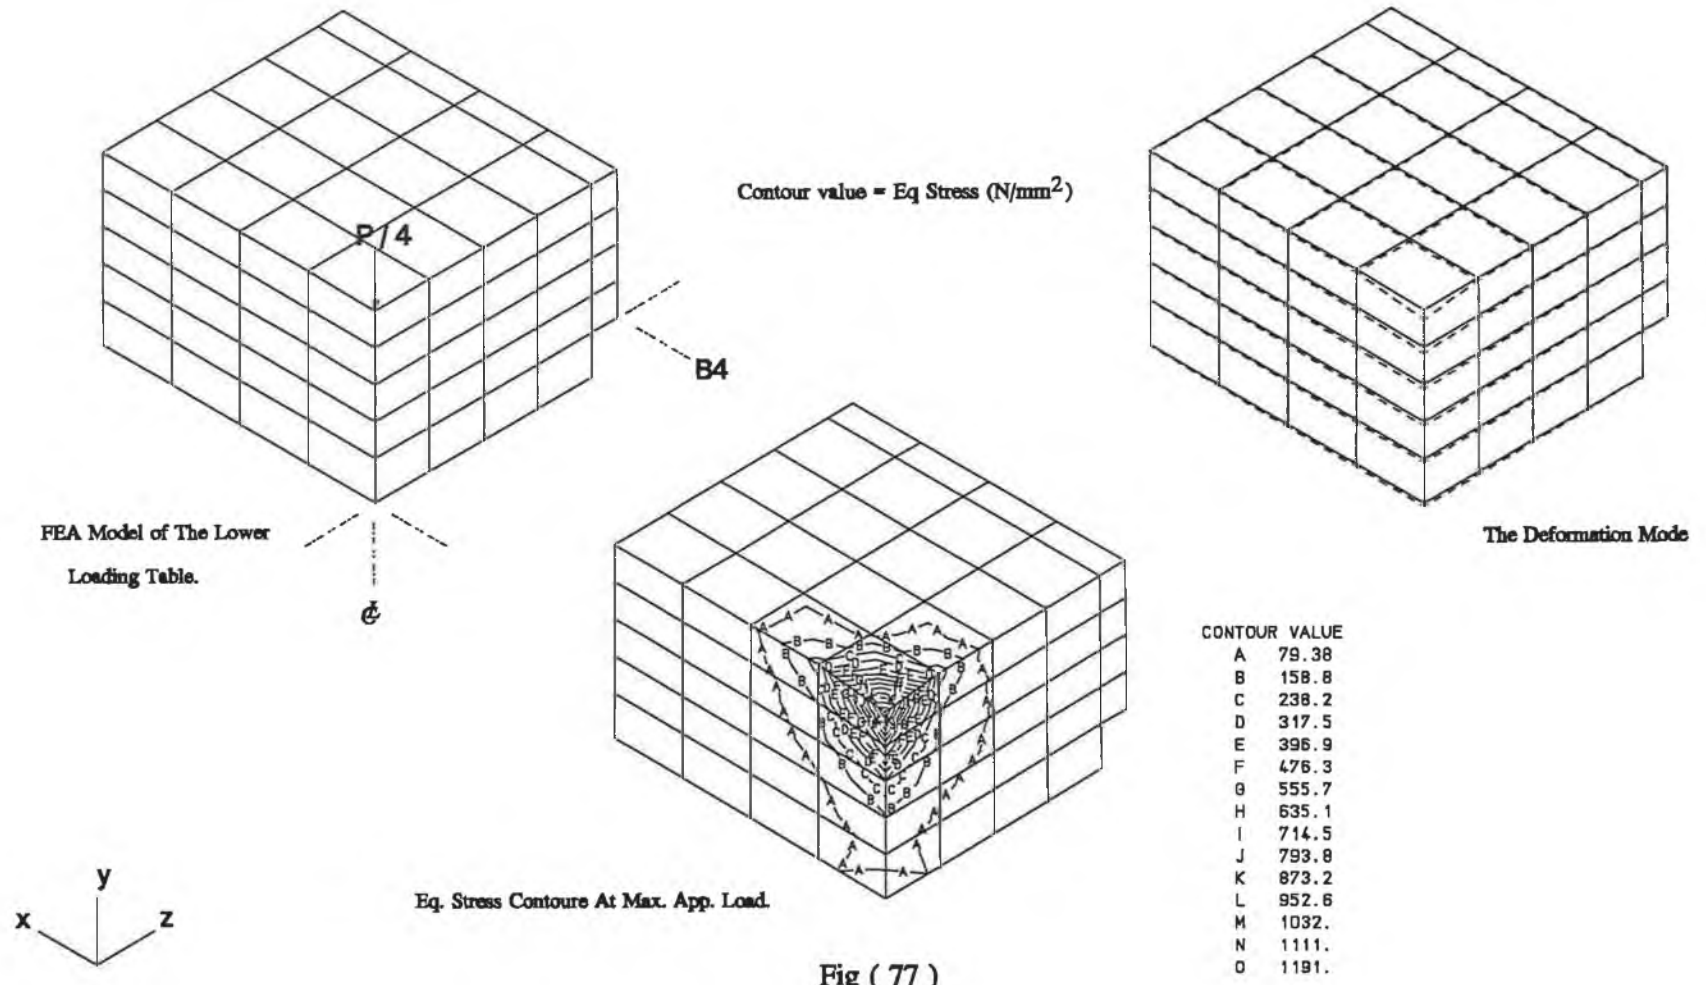 P / 4
Contour value = Eq Stress (N/mm2)
B4
FEA Model of The Lower
Loading Table.
The Deformation Mode
CONTOUR VALUE
A 79.38
B 158.8
C 238.2
D 317.5
E 396.9
F 476.3
G 555.7
H 635.1
I 714.5
J 793.8
K 873.2
L 952.6
M 1032.
N 1111.
O 1191.
y
x
z
Eq. Stress Contoure At Max. App. Load.
Fig ( 77 )